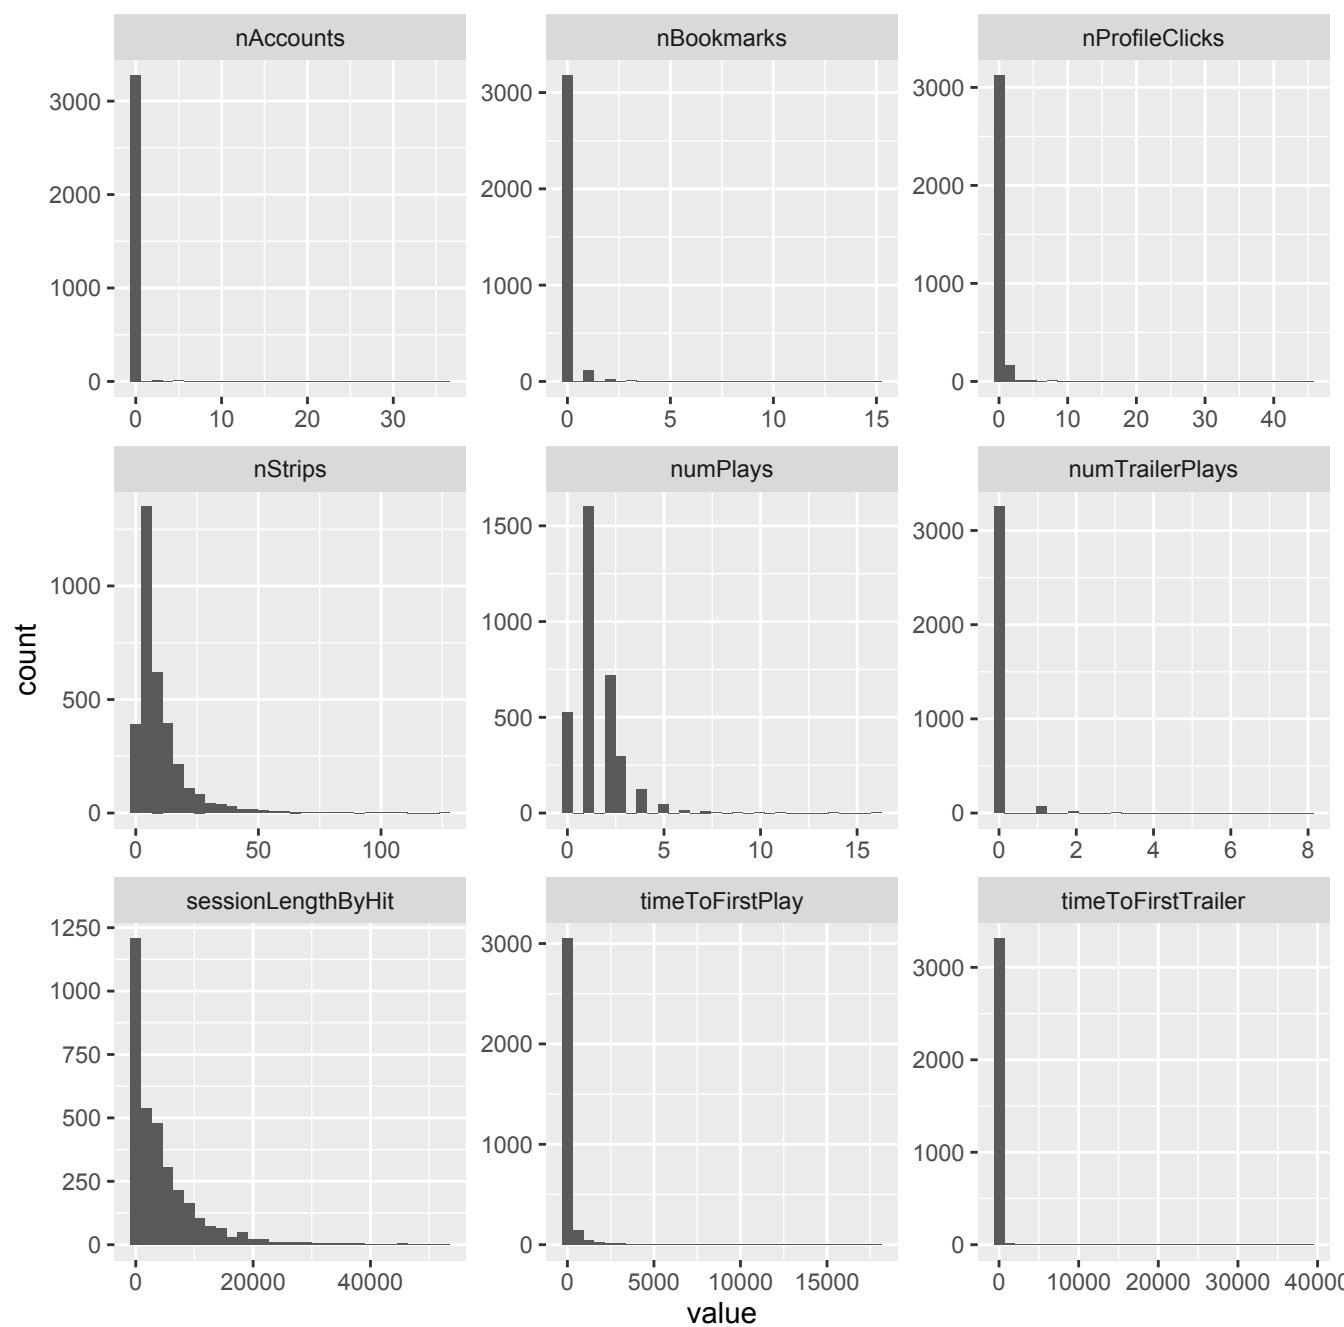 nAccounts nBookmarks nProfileClicks
3000 3000 3000
2000 2000 2000
1000 1000 1000
0 0 0
0 10 20 30 0 5 10 15 0 10 20 30 40
nStrips numPlays numTrailerPlays
1000 1500 3000
500 1000 2000
0 500 1000
0 0
0 50 100 0 5 10 15 0 2 4 6 8
count
sessionLengthByHit timeToFirstPlay timeToFirstTrailer
1250 3000 3000
1000 2000 2000
750 1000 1000
500 0 0
250
0
0 20000 40000 0 5000 10000 15000 0 10000 20000 30000 40000
value